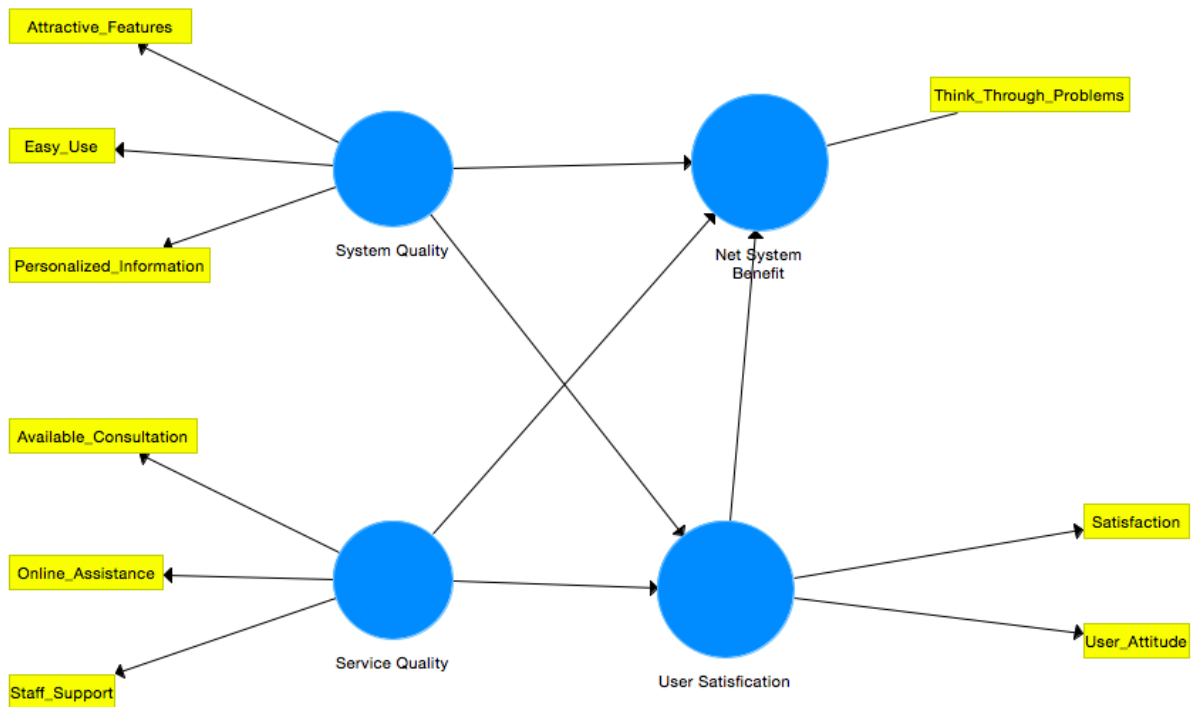 Attractive_Features
Think_Through_Problems
Easy_Use
System Quality
Net System
Benefit
Personalized_Information
Available_Consultation
Satisfaction
Online_Assistance
User_Attitude
Service Quality
User Satisfication
Staff_Support